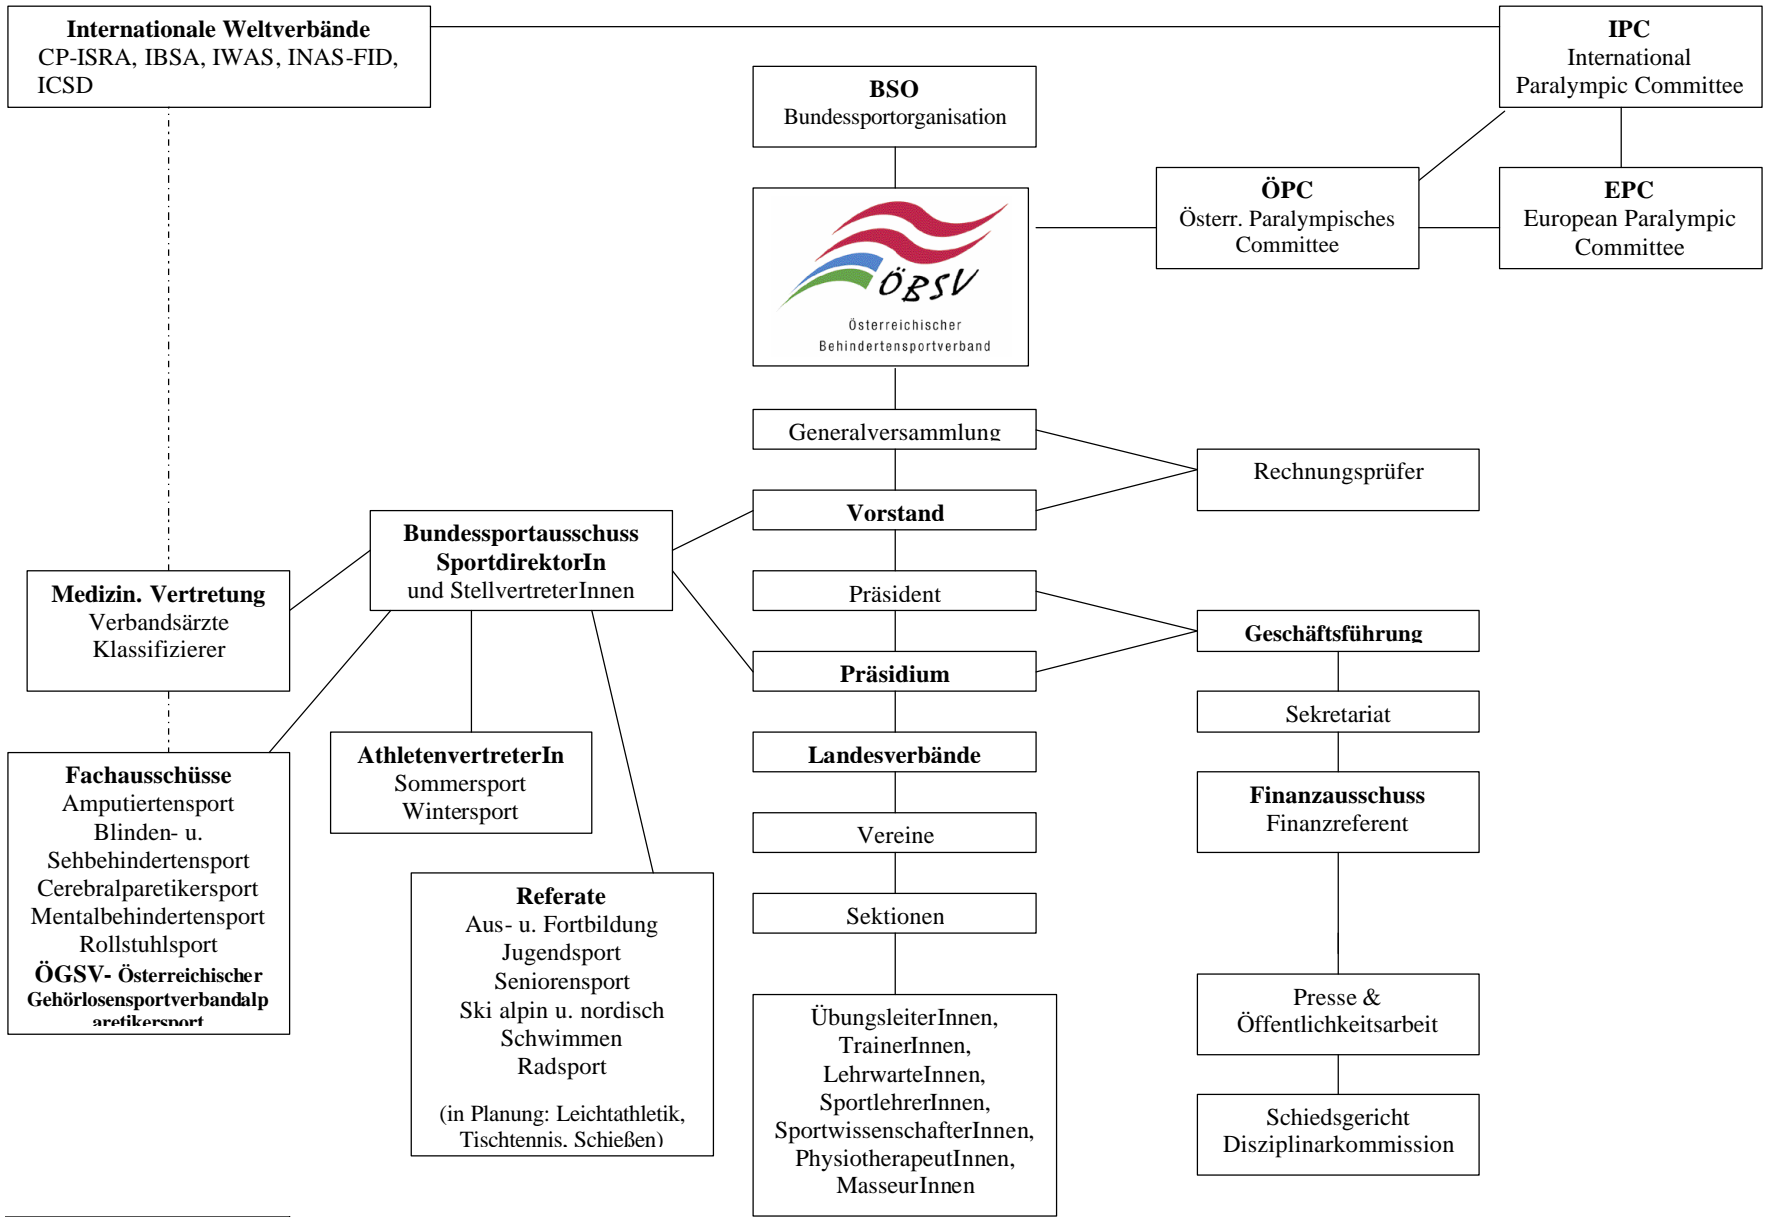 Internationale Weltverbände
CP-ISRA, IBSA, IWAS, INAS-FID,
ICSD
IPC
International
Paralympic Committee
BSO
Bundessportorganisation
ÖPC
Österr. Paralympisches
Committee
EPC
European Paralympic
Committee
ÖBSV
Österreichischer
Behindertensportverband
Generalversammlung
Rechnungsprüfer
Vorstand
Bundessportausschuss
SportdirektorIn
und StellvertreterInnen
Medizin. Vertretung
Verbandsärzte
Klassifizierer
Präsident
Geschäftsführung
Präsidium
Sekretariat
Landesverbände
AthletenvertreterIn
Sommersport
Wintersport
Fachausschüsse
Amputiertensport
Blinden- u.
Sehbehindertensport
Cerebralparetikersport
Mentalbehindertensport
Rollstuhlsport
ÖGSV- Österreichischer
Gehörlosensportverbandalp
aretikersport
Finanzausschuss
Finanzreferent
Vereine
Referate
Aus- u. Fortbildung
Jugendsport
Seniorensport
Ski alpin u. nordisch
Schwimmen
Radsport
(in Planung: Leichtathletik,
Tischtennis, Schießen)
Sektionen
Presse &
Öffentlichkeitsarbeit
ÜbungsleiterInnen,
TrainerInnen,
LehrwarteInnen,
SportlehrerInnen,
SportwissenschafterInnen,
PhysiotherapeutInnen,
MasseurInnen
Schiedsgericht
Disziplinarkommission